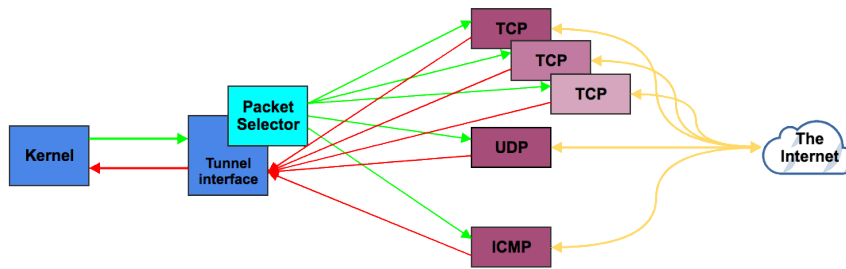 Kernel
Packet
Selector
Tunnel
interface
TCP
TCP
TCP
UDP
ICMP
The
Internet